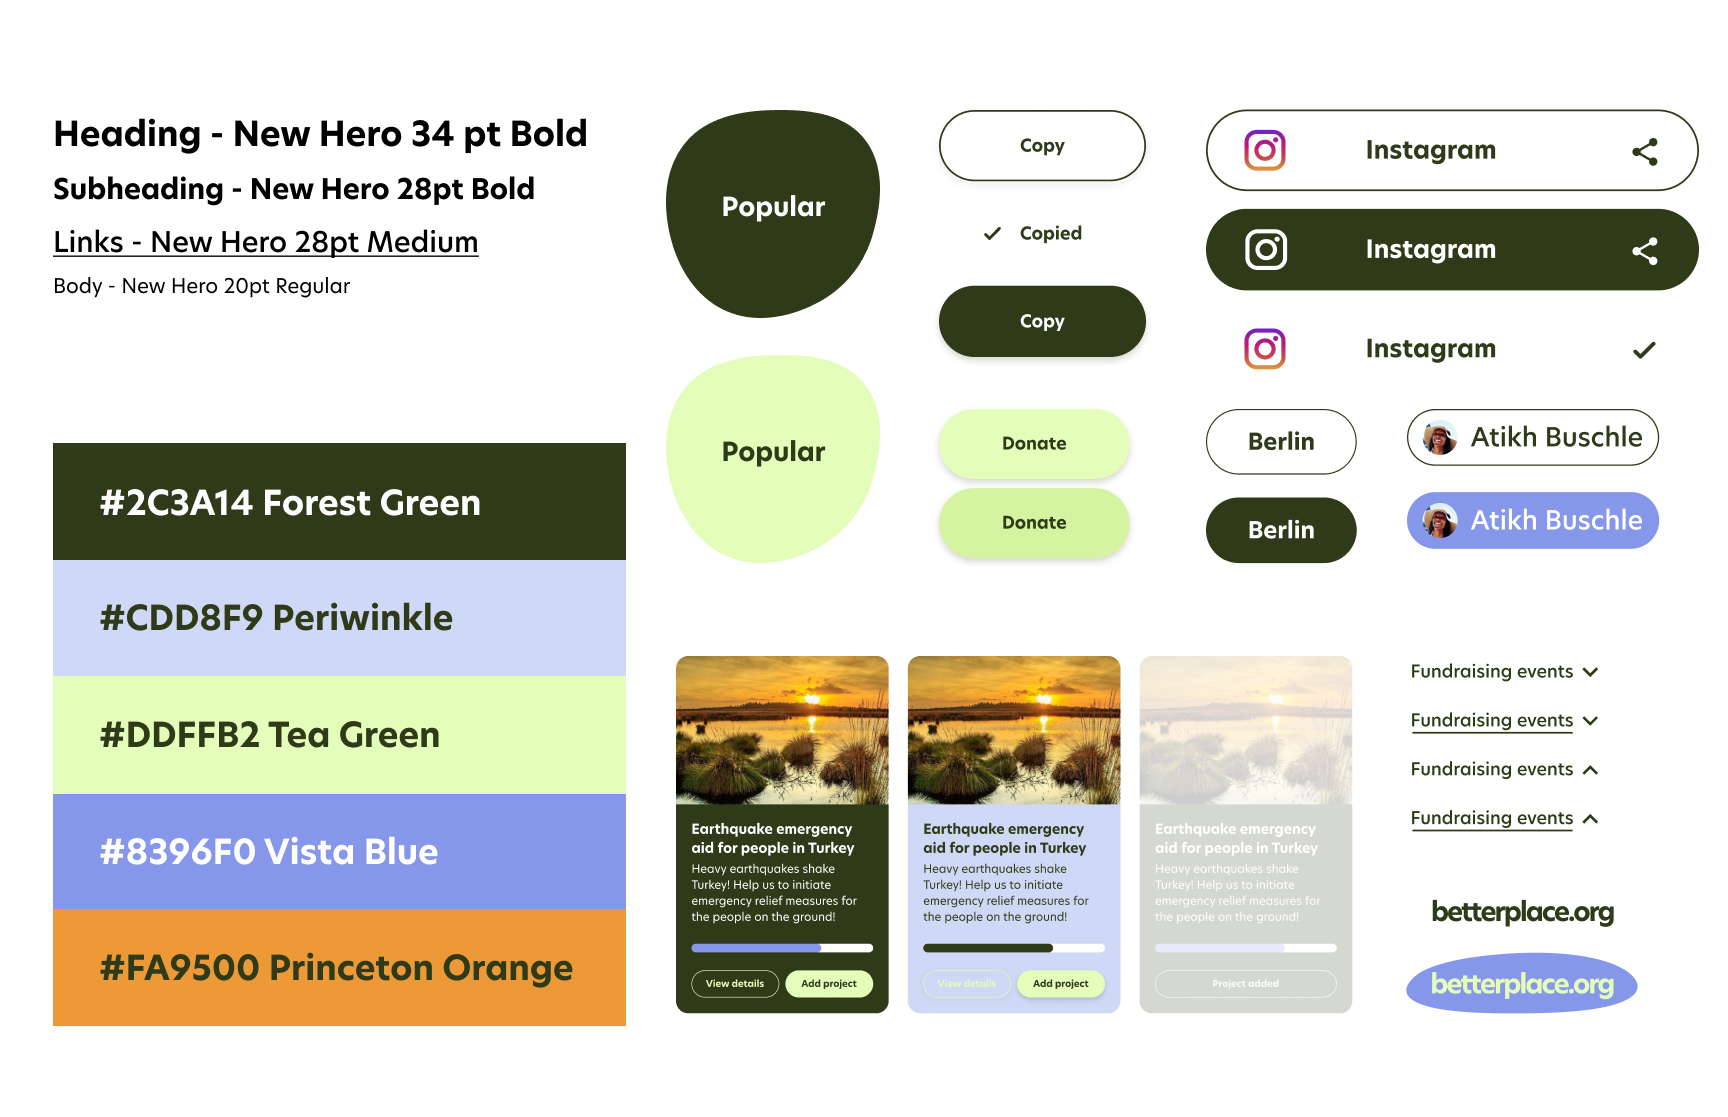 Heading - New Hero 34 pt Bold
Subheading - New Hero 28pt Bold
Links - New Hero 28pt Medium
Body - New Hero 20pt Regular
#2C3A14 Forest Green
#CDD8F9 Periwinkle
#DDFFB2 Tea Green
#8396F0 Vista Blue
#FA9500 Princeton Orange
Popular
Popular
Copy
Copied
Copy
Donate
Donate
Instagram
Instagram
Instagram
Berlin
Berlin
Atikh Buschle
Atikh Buschle
Earthquake emergency
aid for people in Turkey
Heavy earthquakes shake
Turkey! Help us to initiate
emergency relief measures for
the people on the ground!
View details
Add project
Earthquake emergency
aid for people in Turkey
Heavy earthquakes shake
Turkey! Help us to initiate
emergency relief measures for
the people on the ground!
View details
Add project
Earthquake emergency
aid for people in Turkey
Heavy earthquakes shake
Turkey! Help us to initiate
emergency relief measures for
the people on the ground!
Project added
Fundraising events
Fundraising events
Fundraising events
Fundraising events
betterplace.org
betterplace.org